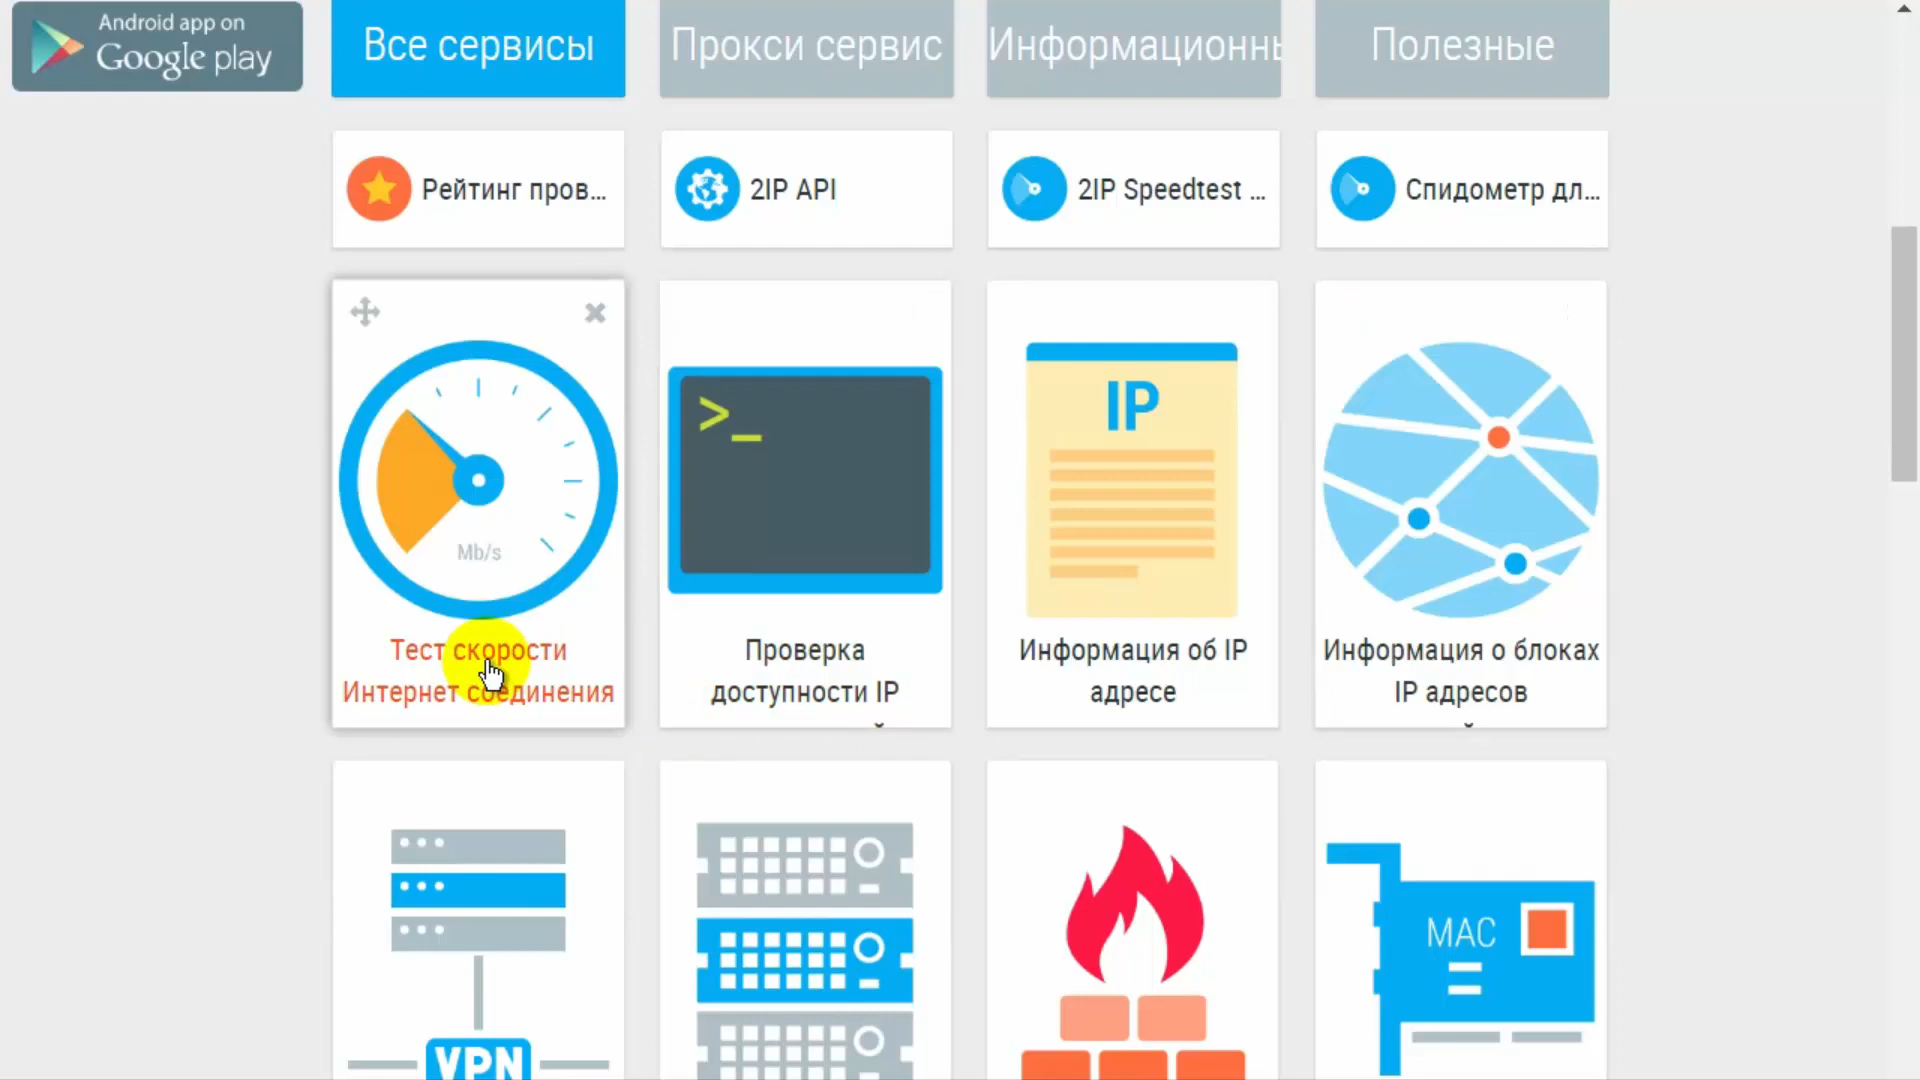 Android app on
Google play
Все сервисы
Прокси сервис
Информационнь
Полезные
Рейтинг пров...
2IP API
2IP Speedtest ...
Спидометр дл...
Mb/s
>_
IP
Тест скорости
Интернет соединения
Проверка
доступности IP
Информация об IP
адресе
Информация о блоках
IP адресов
MAC
VPN